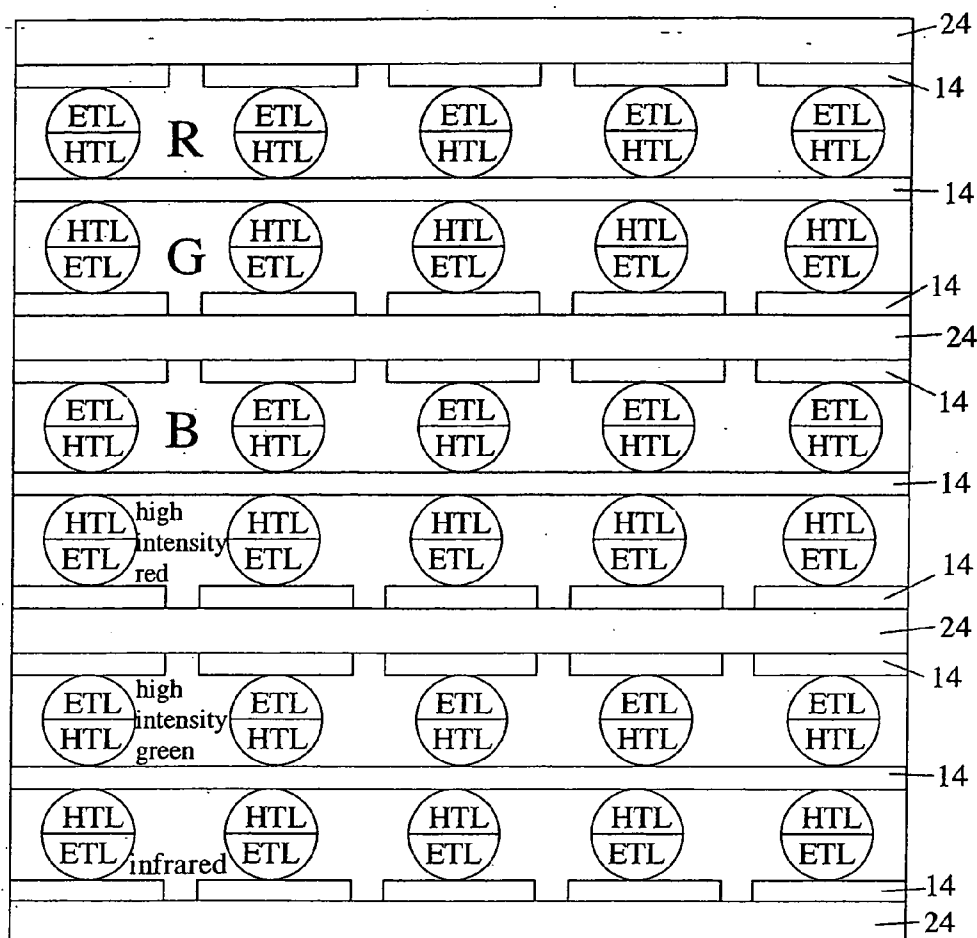 24
14
ETL ETL ETL ETL ETL
R
HTL HTL HTL HTL HTL
14
HTL HTL HTL HTL HTL
G
ETL ETL ETL ETL ETL
14
24
14
ETL ETL ETL ETL ETL
B
HTL HTL HTL HTL HTL
14
HTL high HTL HTL HTL HTL
intensity
ETL red ETL ETL ETL ETL
14
24
14
ETL high ETL ETL ETL ETL
intensity
HTL green HTL HTL HTL HTL
14
HTL HTL HTL HTL HTL
ETL infrared ETL ETL ETL ETL
14
24